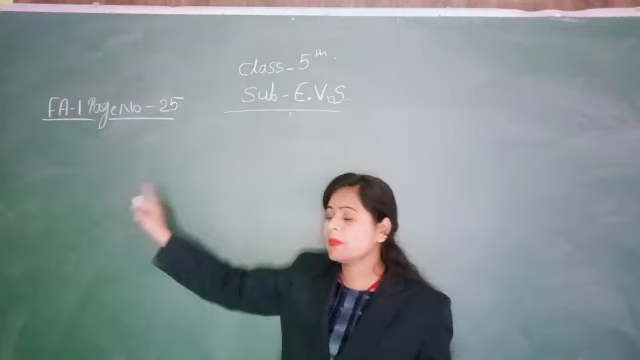 Class - 5th.
Sub - E.V.S
FA-1 Page No - 25